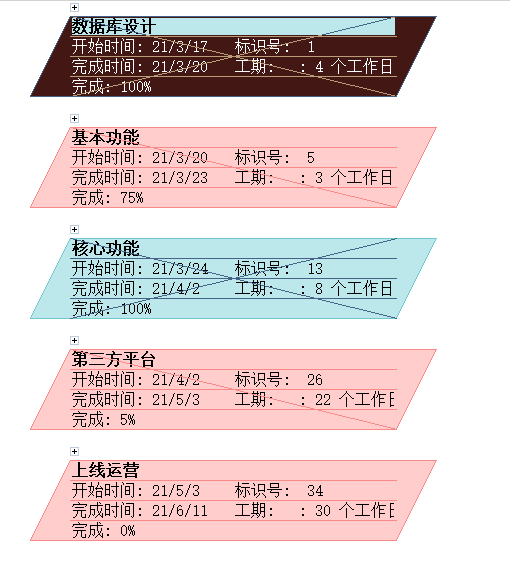 数据库设计
开始时间: 21/3/17 标识号: 1
完成时间: 21/3/20 工期: : 4 个工作日
完成: 100%
基本功能
开始时间: 21/3/20 标识号: 5
完成时间: 21/3/23 工期: : 3 个工作日
完成: 75%
核心功能
开始时间: 21/3/24 标识号: 13
完成时间: 21/4/2 工期: : 8 个工作日
完成: 100%
第三方平台
开始时间: 21/4/2 标识号: 26
完成时间: 21/5/3 工期: : 22 个工作日
完成: 5%
上线运营
开始时间: 21/5/3 标识号: 34
完成时间: 21/6/11 工期: : 30 个工作日
完成: 0%